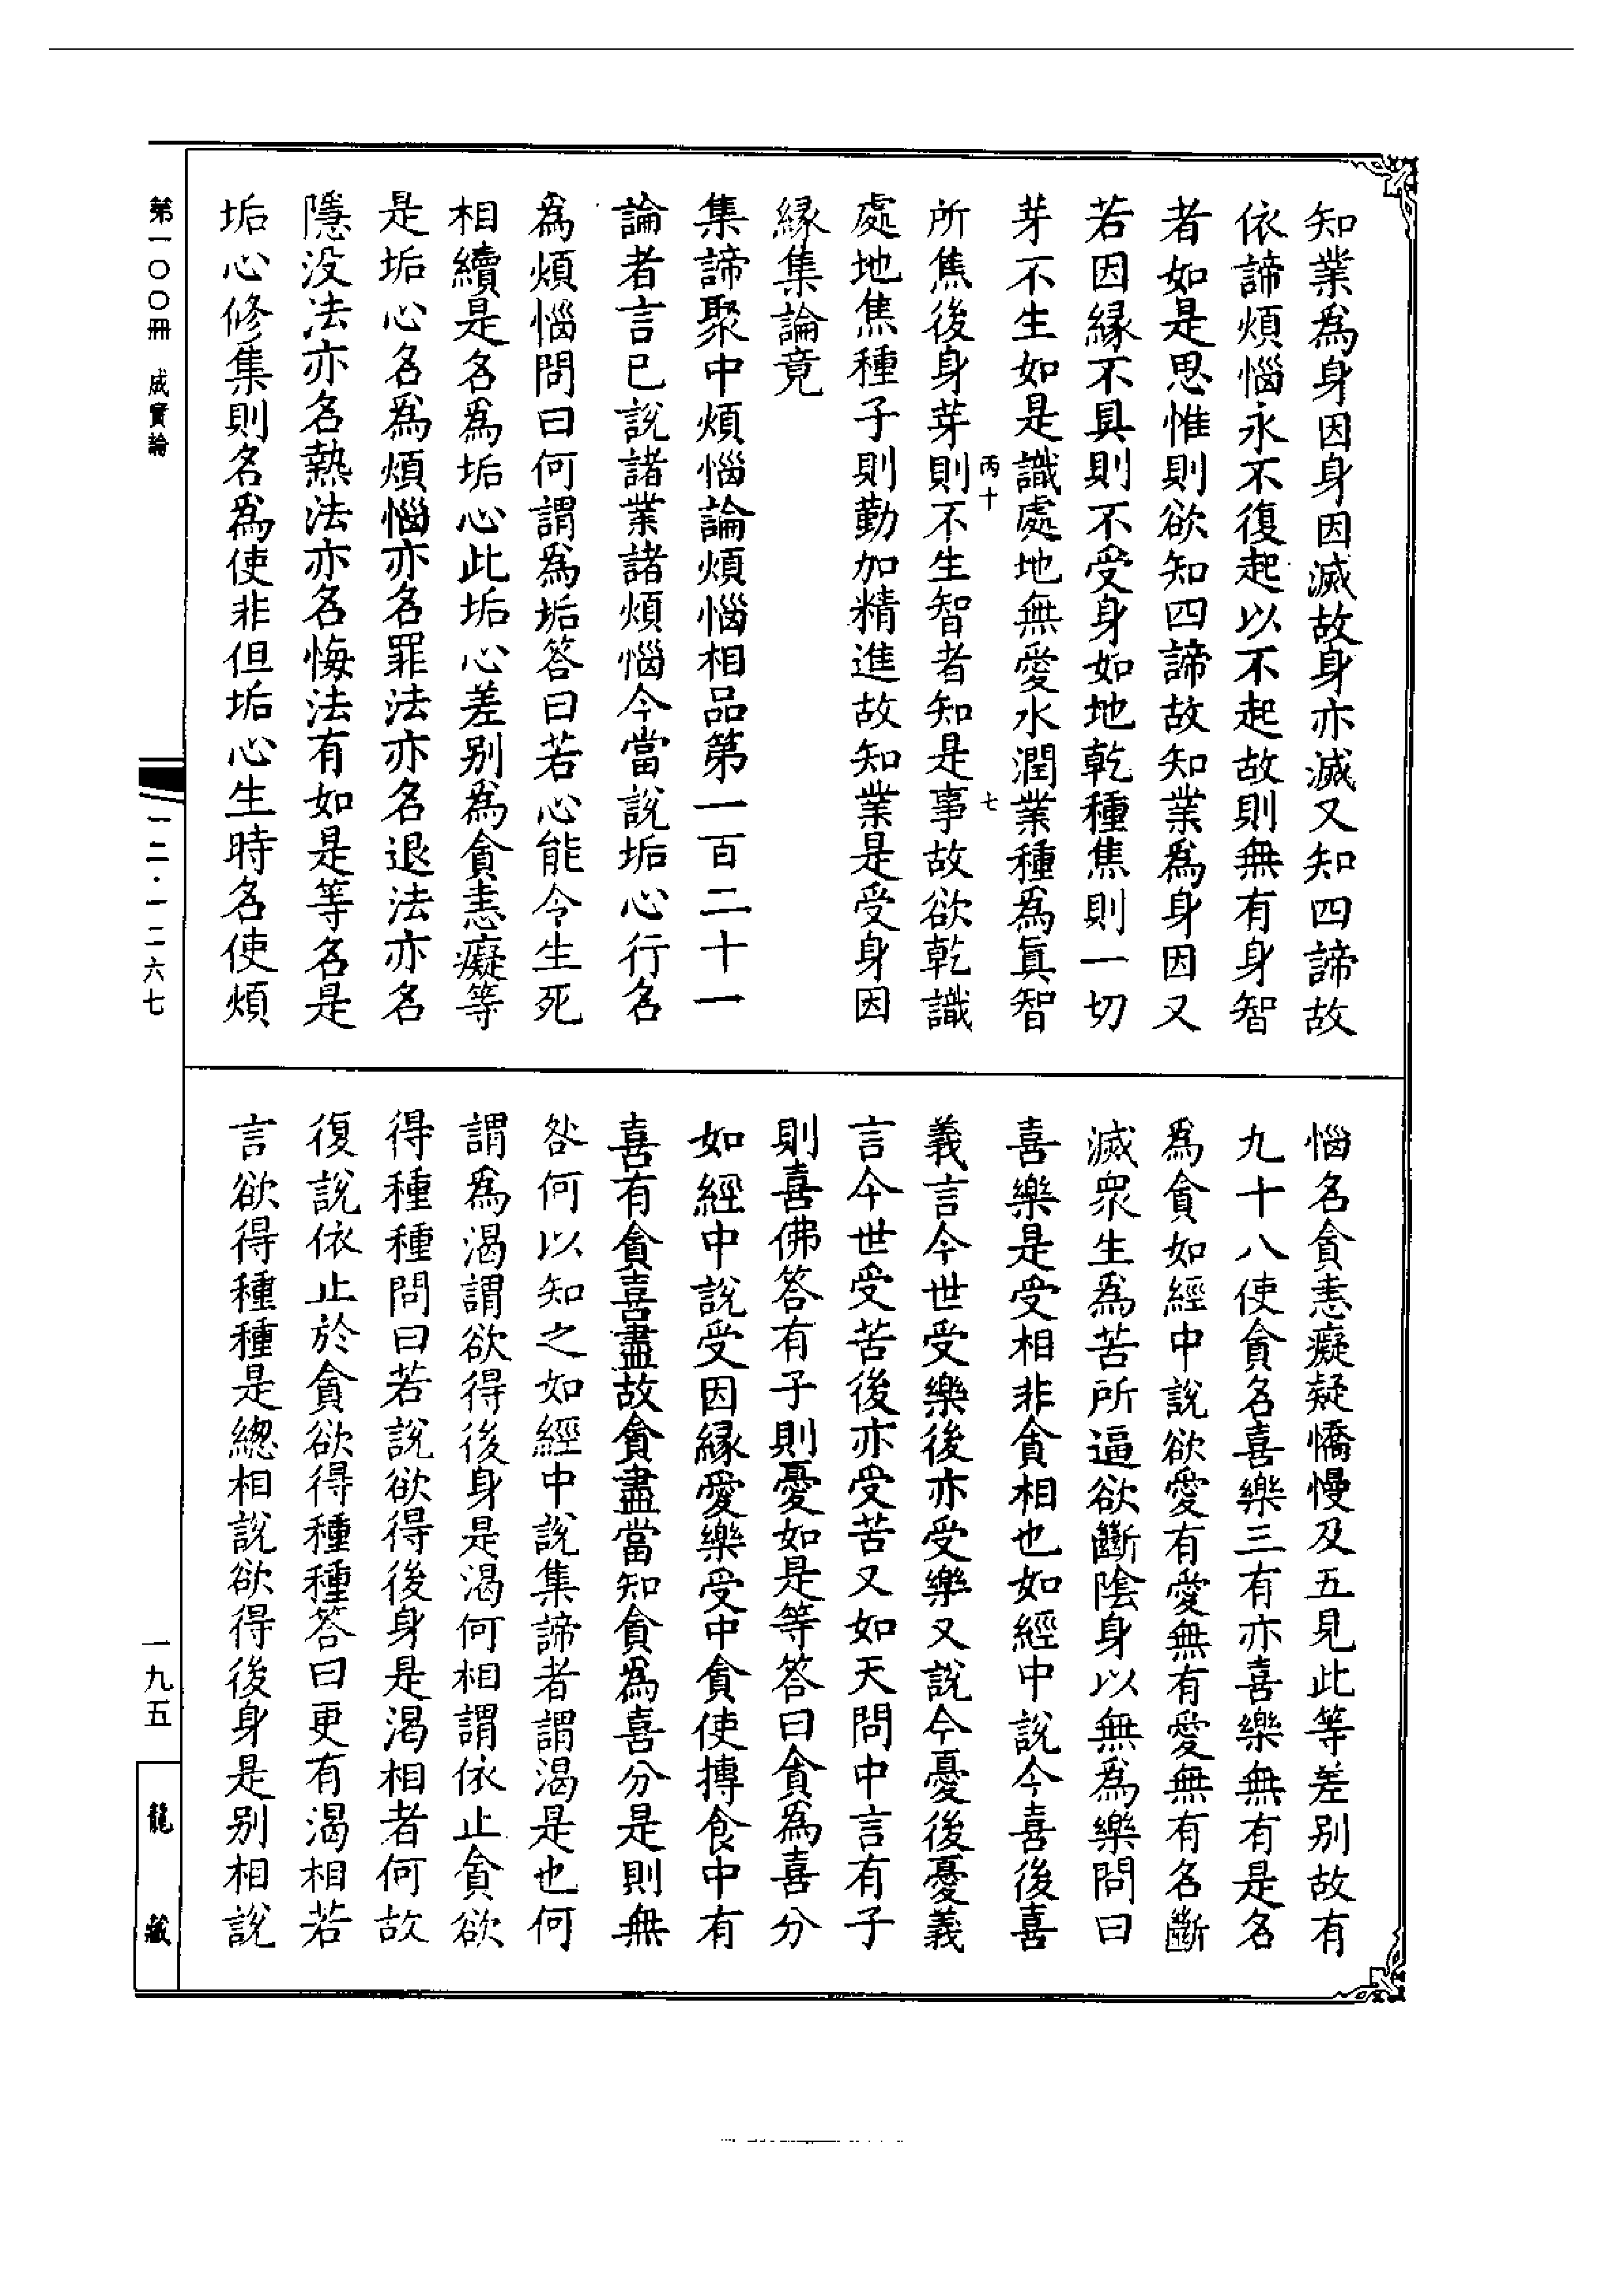 知業爲身因身因滅故身亦滅又知四諦故
依諦煩惱永不復起以不起故則無有身智
者如是思惟則欲知四諦故知業爲身因又
若因緣不具則不受身如地乾種焦則一切
芽不生如是識處地無愛水潤業種爲眞智
所焦後身芽則不生智者知是事故欲乾識
丙十
七
處地焦種子則勤加精進故知業是受身因
緣集論竟
集諦聚中煩惱論煩惱相品第一百二十一
論者言已說諸業諸煩惱今當說垢心行名
爲煩惱問曰何謂爲垢答曰若心能令生死
相續是名爲垢心此垢心差别爲貪恚癡等
是垢心名爲煩惱亦名罪法亦名退法亦名
隱没法亦名熱法亦名悔法有如是等名是
垢心修集則名爲使非但垢心生時名使煩
惱名貪恚癡疑憍慢及五見此等差别故有
九十八使貪名喜樂三有亦喜樂無有是名
爲貪如經中說欲愛有愛無有愛無有名斷
滅衆生爲苦所逼欲斷陰身以無爲樂問曰
喜樂是受相非貪相也如經中說今喜後喜
義言今世受樂後亦受樂又說今憂後憂義
言今世受苦後亦受苦又如天問中言有子
則喜佛答有子則憂如是等答曰貪爲喜分
如經中說受因緣愛樂受中貪使摶食中有
喜有貪喜盡故貪盡當知貪爲喜分是則無
咎何以知之如經中說集諦者謂渴是也何
謂爲渴謂欲得後身是渴何相謂依止貪欲
得種種問曰若說欲得後身是渴相者何故
復說依止於貪欲得種種答曰更有渴相若
言欲得種種是總相說欲得後身是别相說
第一〇〇冊　成實論
一二·一二六七
一九五
龍藏